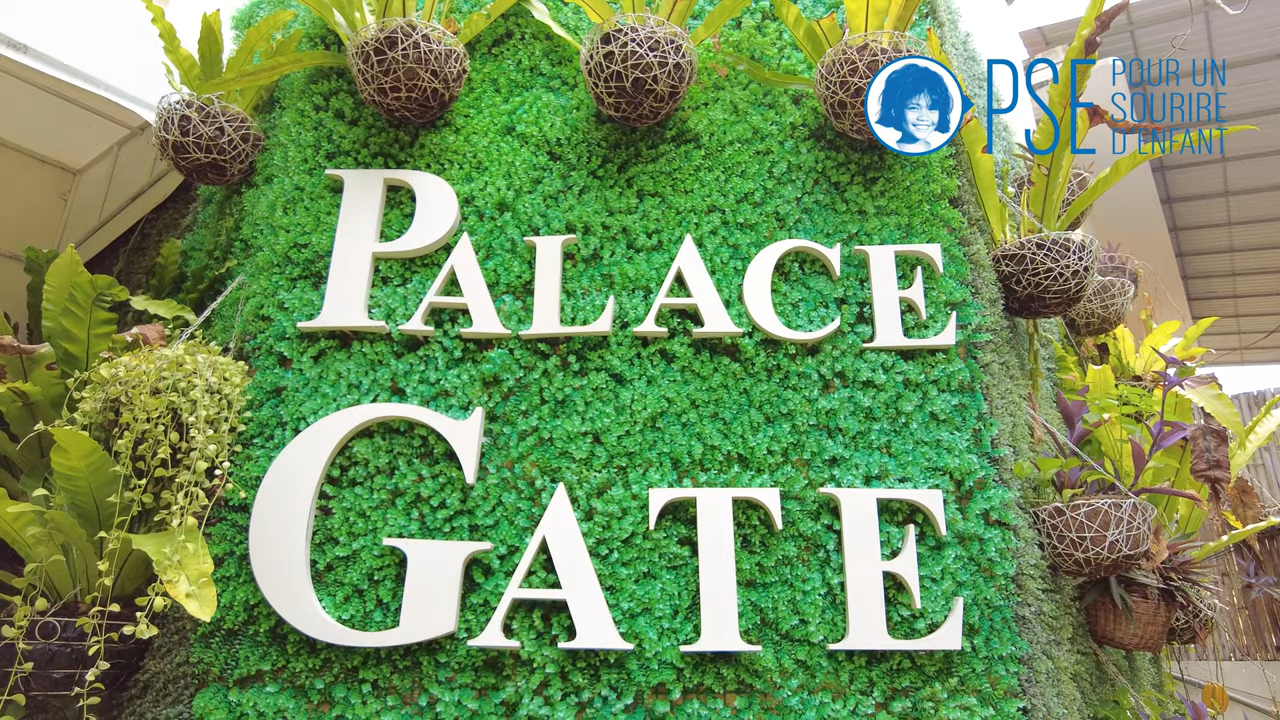 PSE
POUR UN
SOURIRE
D'ENFANT
PALACE
GATE